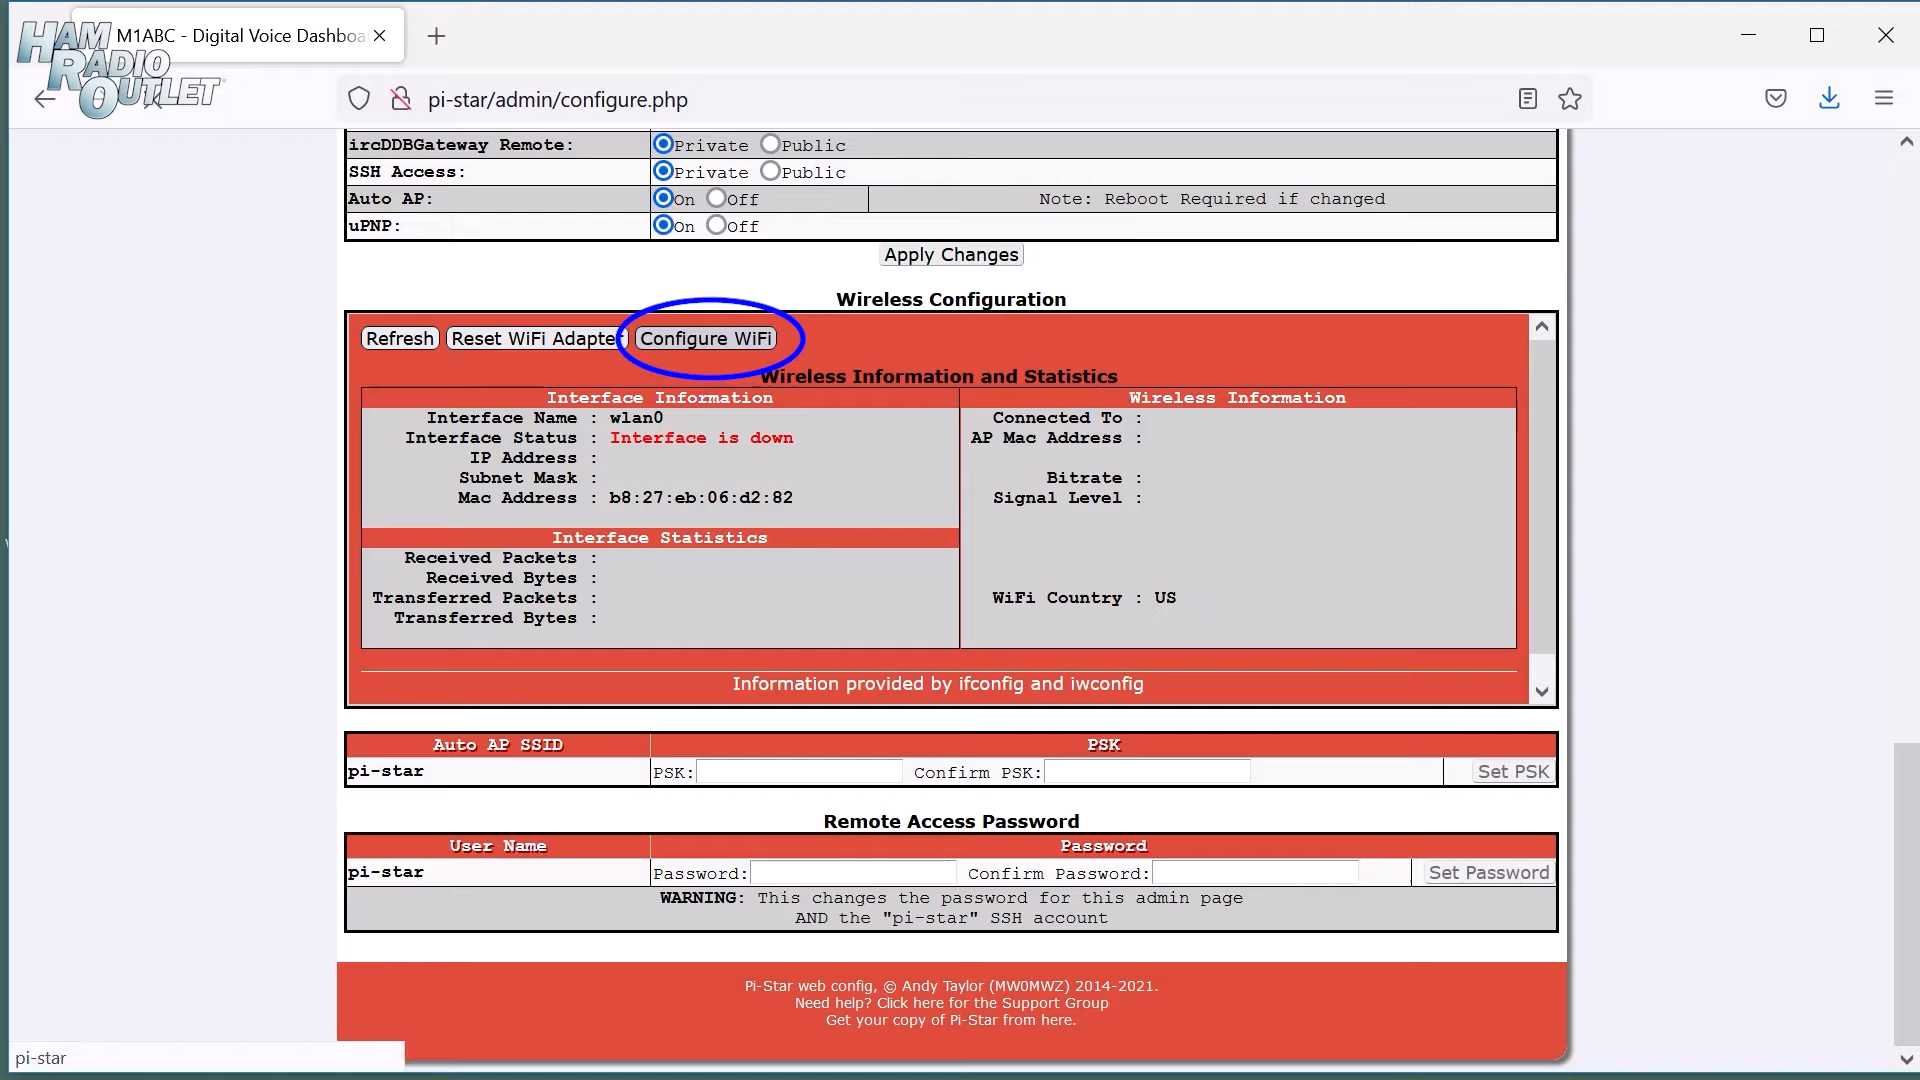 HAM
RADIO
OUTLET
M1ABC - Digital Voice Dashboa
pi-star/admin/configure.php
ircDDBGateway Remote: Private Public
SSH Access: Private Public
Auto AP: On Off Note: Reboot Required if changed
uPNP: On Off
Apply Changes
Wireless Configuration
Refresh Reset WiFi Adapter Configure WiFi
Wireless Information and Statistics
Interface Information Wireless Information
Interface Name : wlan0 Connected To :
Interface Status : Interface is down AP Mac Address :
IP Address :
Subnet Mask : Bitrate :
Mac Address : b8:27:eb:06:d2:82 Signal Level :
Interface Statistics
Received Packets :
Received Bytes :
Transferred Packets : WiFi Country : US
Transferred Bytes :
Information provided by ifconfig and iwconfig
Auto AP SSID PSK
pi-star PSK: Confirm PSK: Set PSK
Remote Access Password
User Name Password
pi-star Password: Confirm Password: Set Password
WARNING: This changes the password for this admin page
AND the "pi-star" SSH account
Pi-Star web config, © Andy Taylor (MW0MWZ) 2014-2021.
Need help? Click here for the Support Group
Get your copy of Pi-Star from here.
pi-star